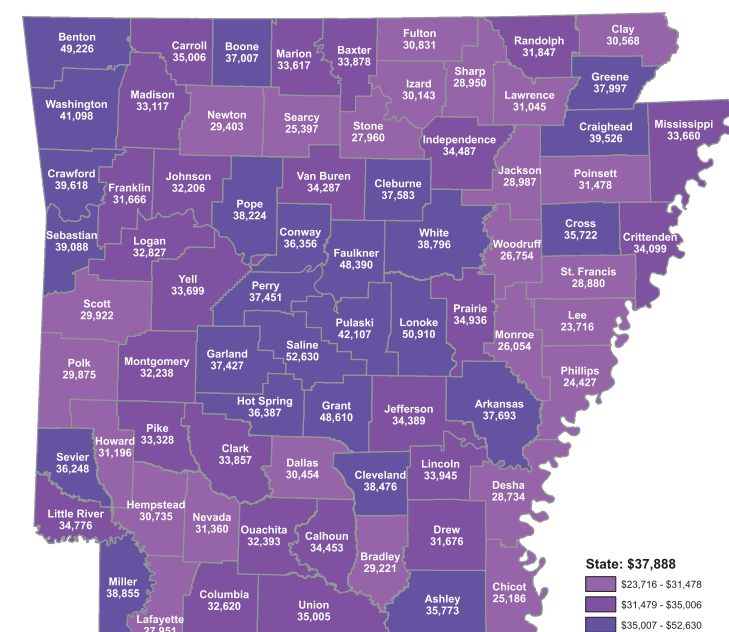 Benton
49,226
Carroll
35,006
Boone
37,007
Marion
33,617
Baxter
33,878
Fulton
30,831
Randolph
31,847
Clay
30,568
Washington
41,098
Madison
33,117
Newton
29,403
Searcy
25,397
Stone
27,960
Izard
30,143
Sharp
28,950
Lawrence
31,045
Greene
37,997
Independence
34,487
Craighead
39,526
Mississippi
33,660
Crawford
39,618
Franklin
31,666
Johnson
32,206
Pope
38,224
Van Buren
34,287
Cleburne
37,583
Jackson
28,987
Poinsett
31,478
Sebastian
39,088
Logan
32,827
Conway
36,356
Faulkner
48,390
White
38,796
Woodruff
26,754
Cross
35,722
Crittenden
34,099
Scott
29,922
Yell
33,699
Perry
37,451
Prairie
34,936
St. Francis
28,880
Polk
29,875
Montgomery
32,238
Garland
37,427
Saline
52,630
Pulaski
42,107
Lonoke
50,910
Monroe
26,054
Lee
23,716
Phillips
24,427
Hot Spring
36,387
Grant
48,610
Jefferson
34,389
Arkansas
37,693
Sevier
36,248
Howard
31,196
Pike
33,328
Clark
33,857
Dallas
30,454
Cleveland
38,476
Lincoln
33,945
Desha
28,734
Little River
34,776
Hempstead
30,735
Nevada
31,360
Ouachita
32,393
Calhoun
34,453
Bradley
29,221
Drew
31,676
Miller
38,855
Lafayette
27,951
Columbia
32,620
Union
35,005
Ashley
35,773
Chicot
25,186
State: $37,888
$23,716 - $31,478
$31,479 - $35,006
$35,007 - $52,630